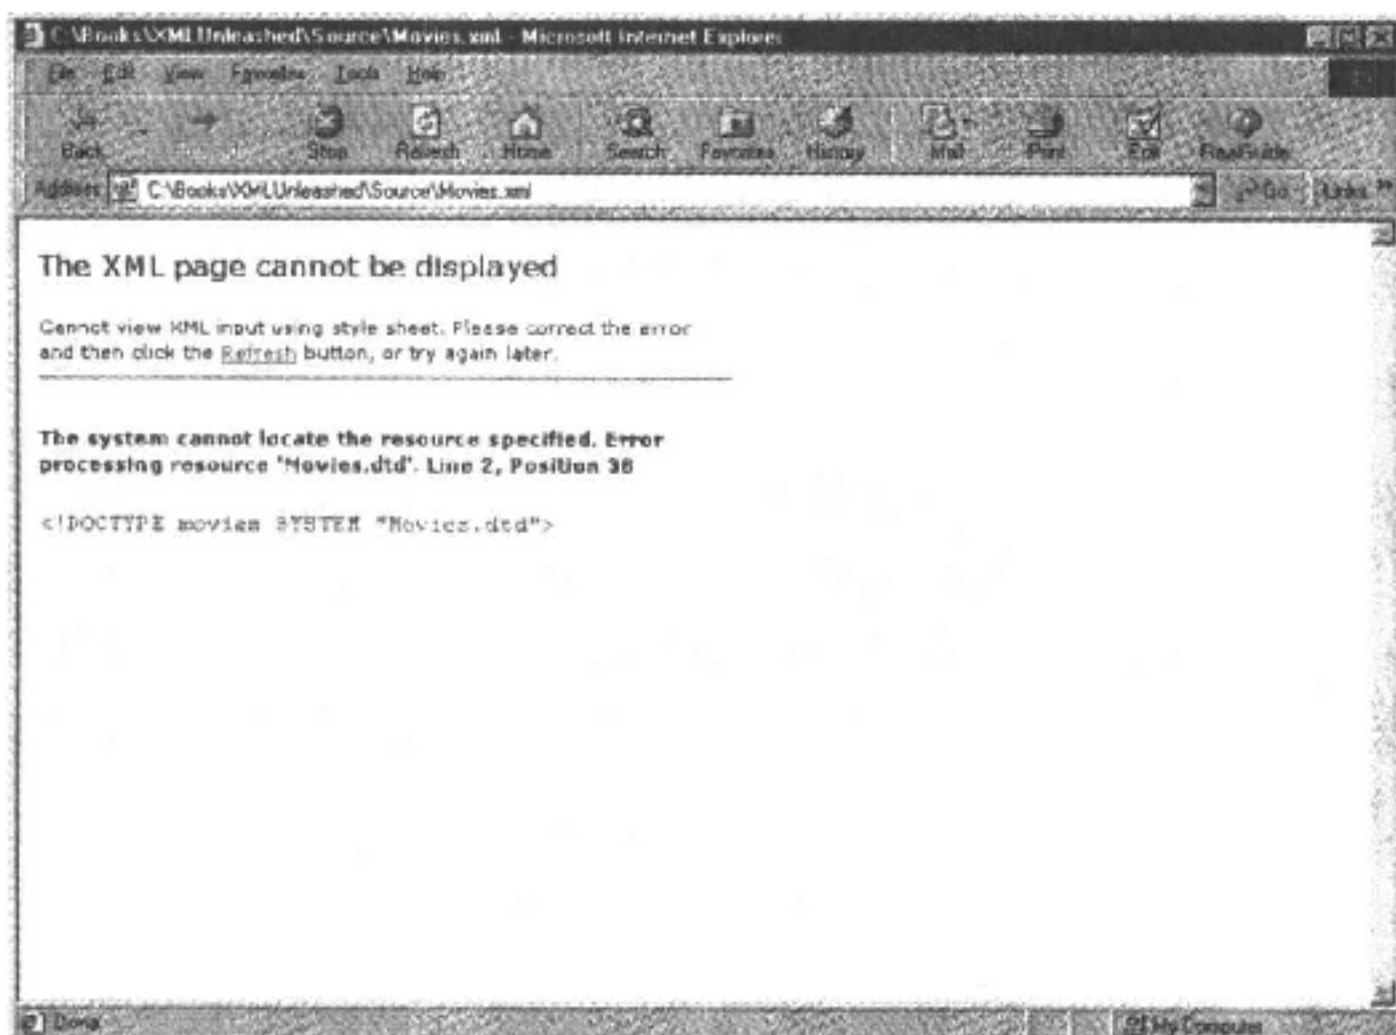 C:\Books\XMLUnleashed\Source\Movies.xml - Microsoft Internet Explorer
File Edit View Favorites Tools Help
Back Stop Refresh Home Search Favorites History Mail Print Edit RealGuide
Address C:\Books\XMLUnleashed\Source\Movies.xml Go Links »
The XML page cannot be displayed
Cannot view XML input using style sheet. Please correct the error
and then click the Refresh button, or try again later.
The system cannot locate the resource specified. Error
processing resource 'Movies.dtd'. Line 2, Position 38
<!DOCTYPE movies SYSTEM "Movies.dtd">
Done My Computer